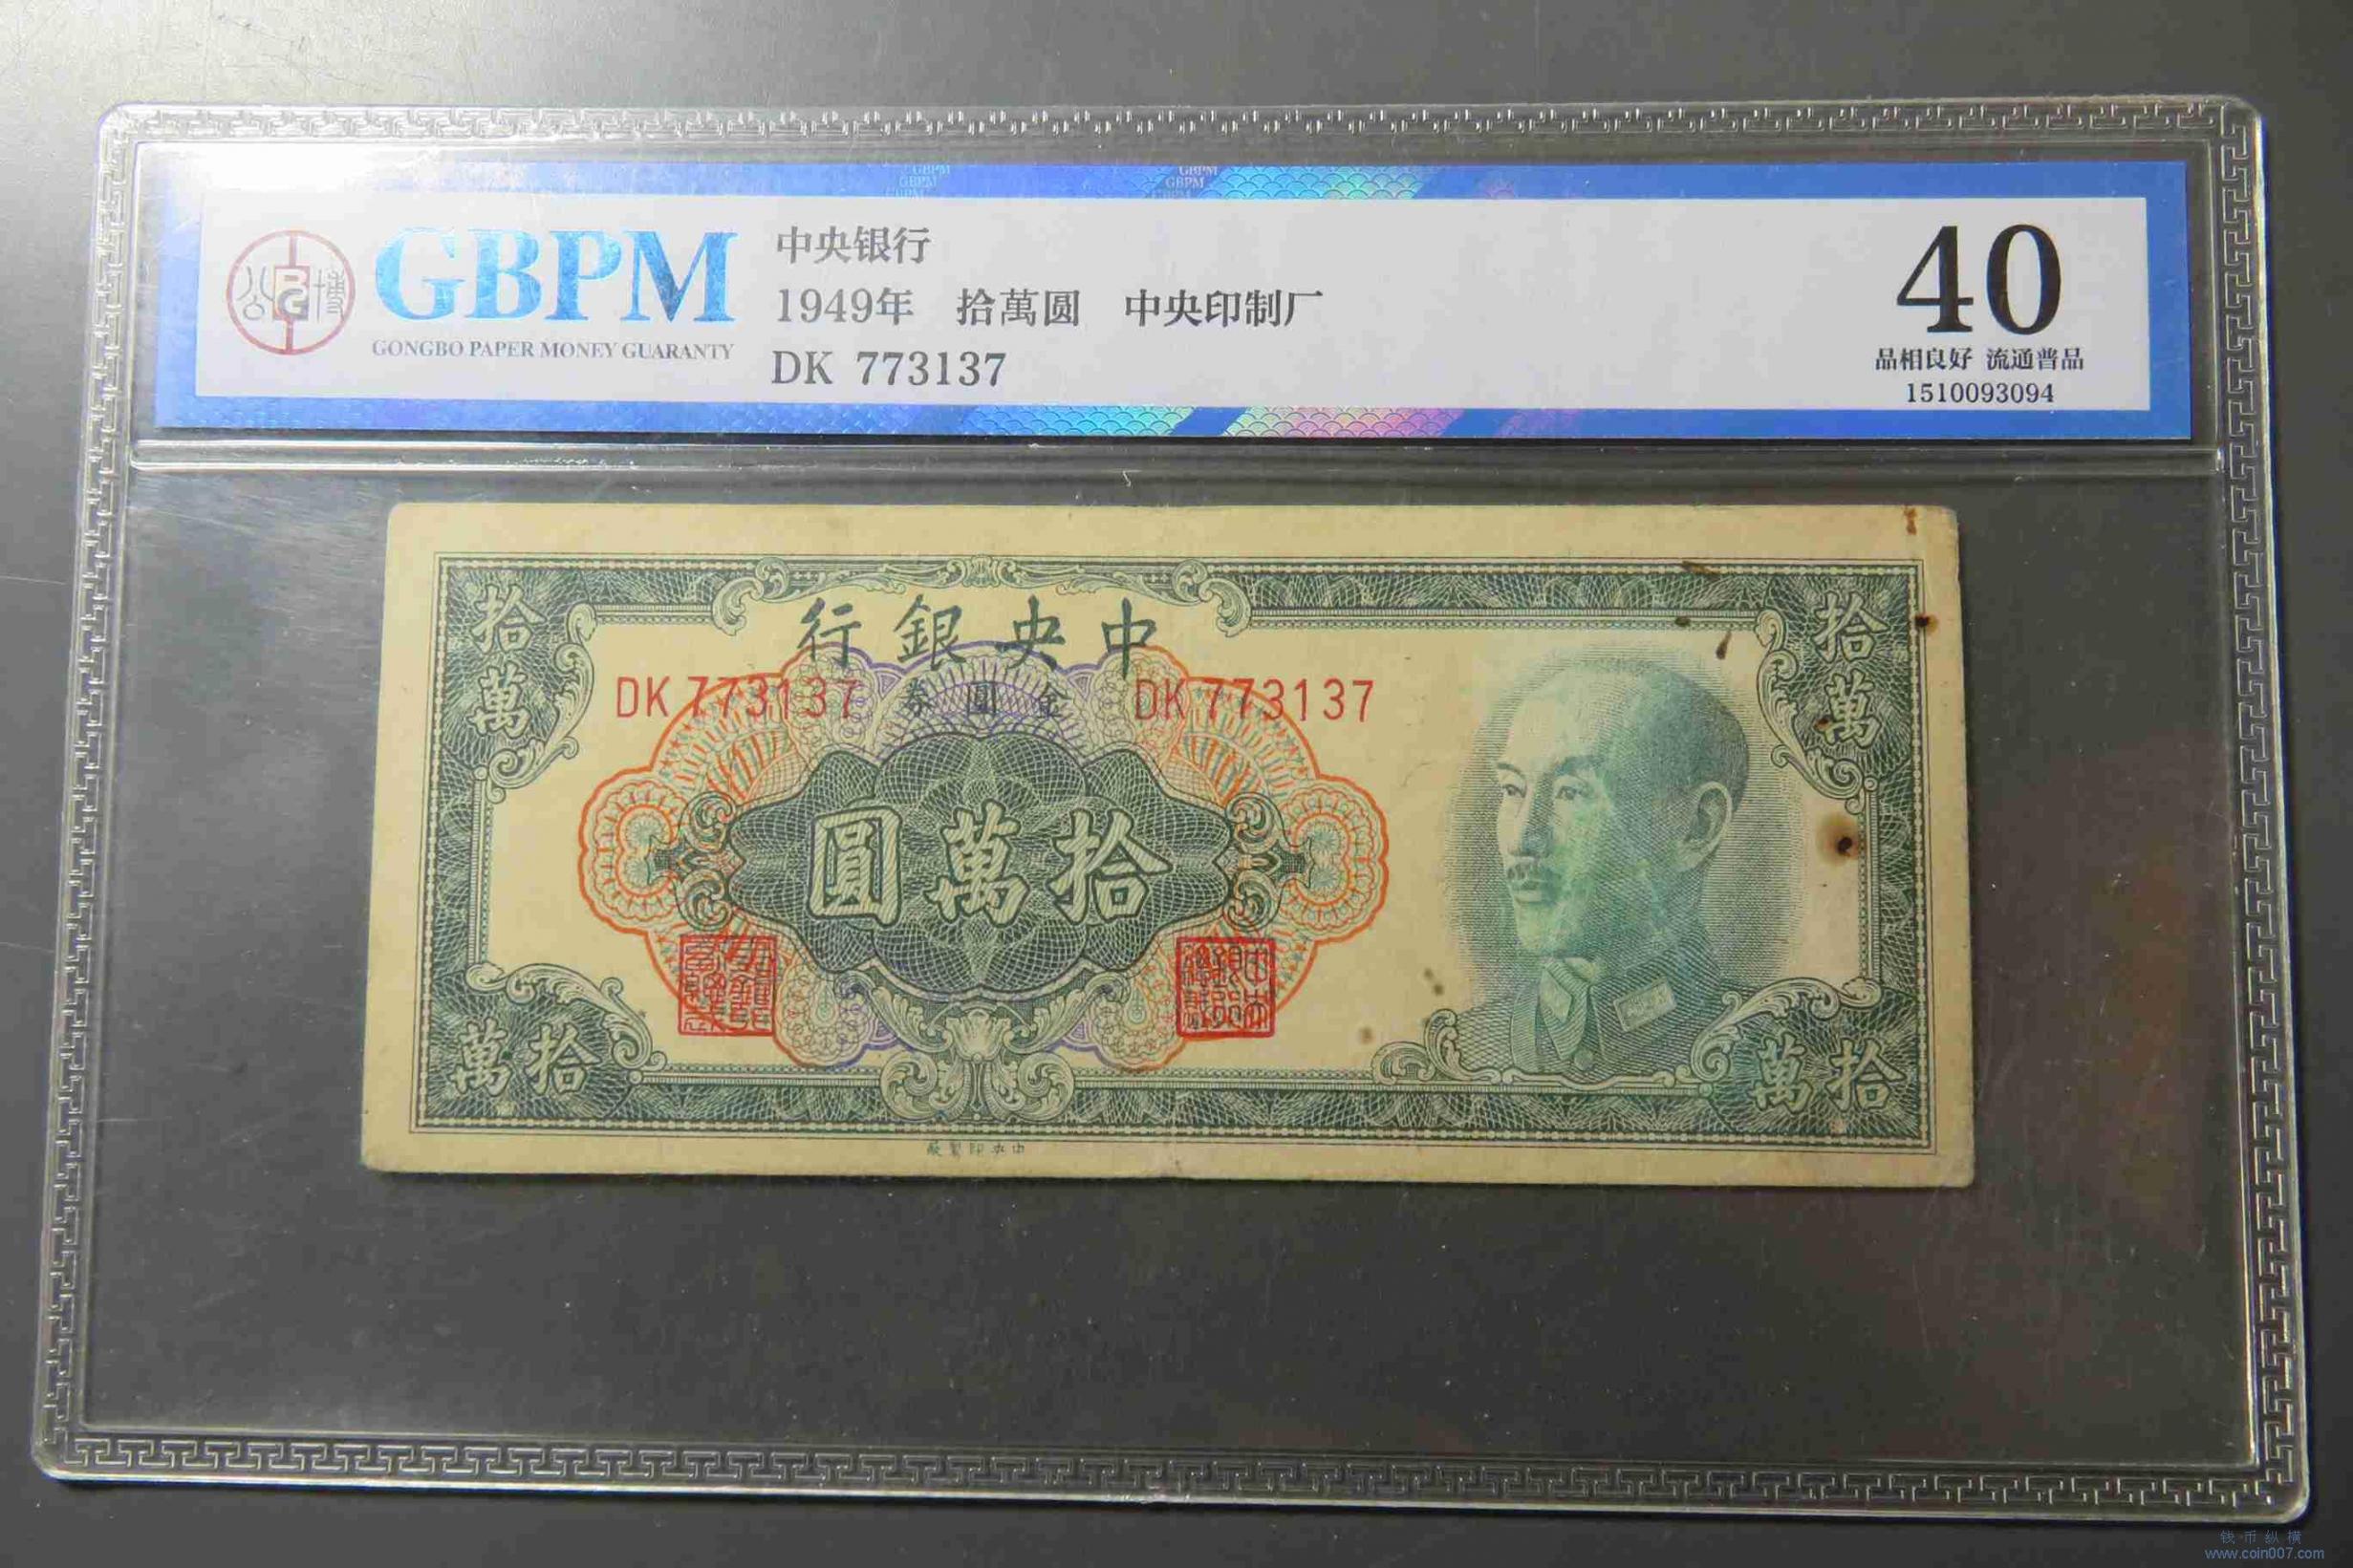 GBPM
GONGBO PAPER MONEY GUARANTY
公博
中央银行
1949年 拾萬圆 中央印制厂
DK 773137
40
品相良好 流通普品
1510093094
行銀央中
拾萬
拾萬
DK 773137
券圓金
DK 773137
圓萬拾
萬拾
萬拾
廠製印央中
钱币纵横
www.coin007.com